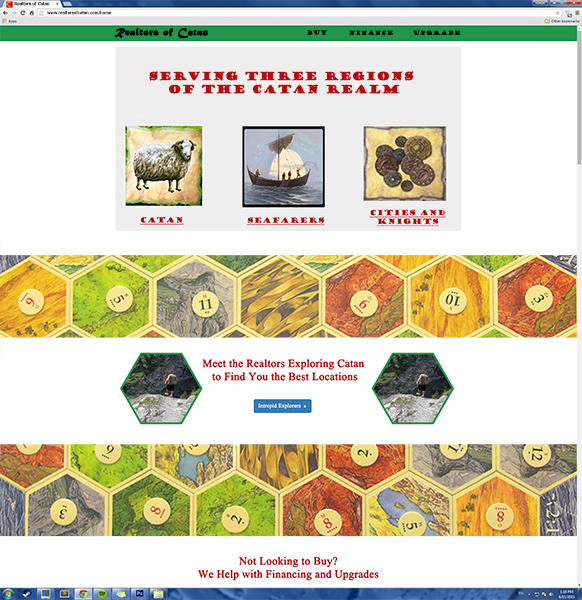 Realtors of Catan
www.realtorsofcatan.com/home
Apps
Other bookmarks
Realtors of Catan
BUY
FINANCE
UPGRADE
SERVING THREE REGIONS
OF THE CATAN REALM
CATAN
SEAFARERS
CITIES AND
KNIGHTS
6
5
11
10
3
Meet the Realtors Exploring Catan
to Find You the Best Locations
Intrepid Explorers »
3
8
2
8
5
8
Not Looking to Buy?
We Help with Financing and Upgrades